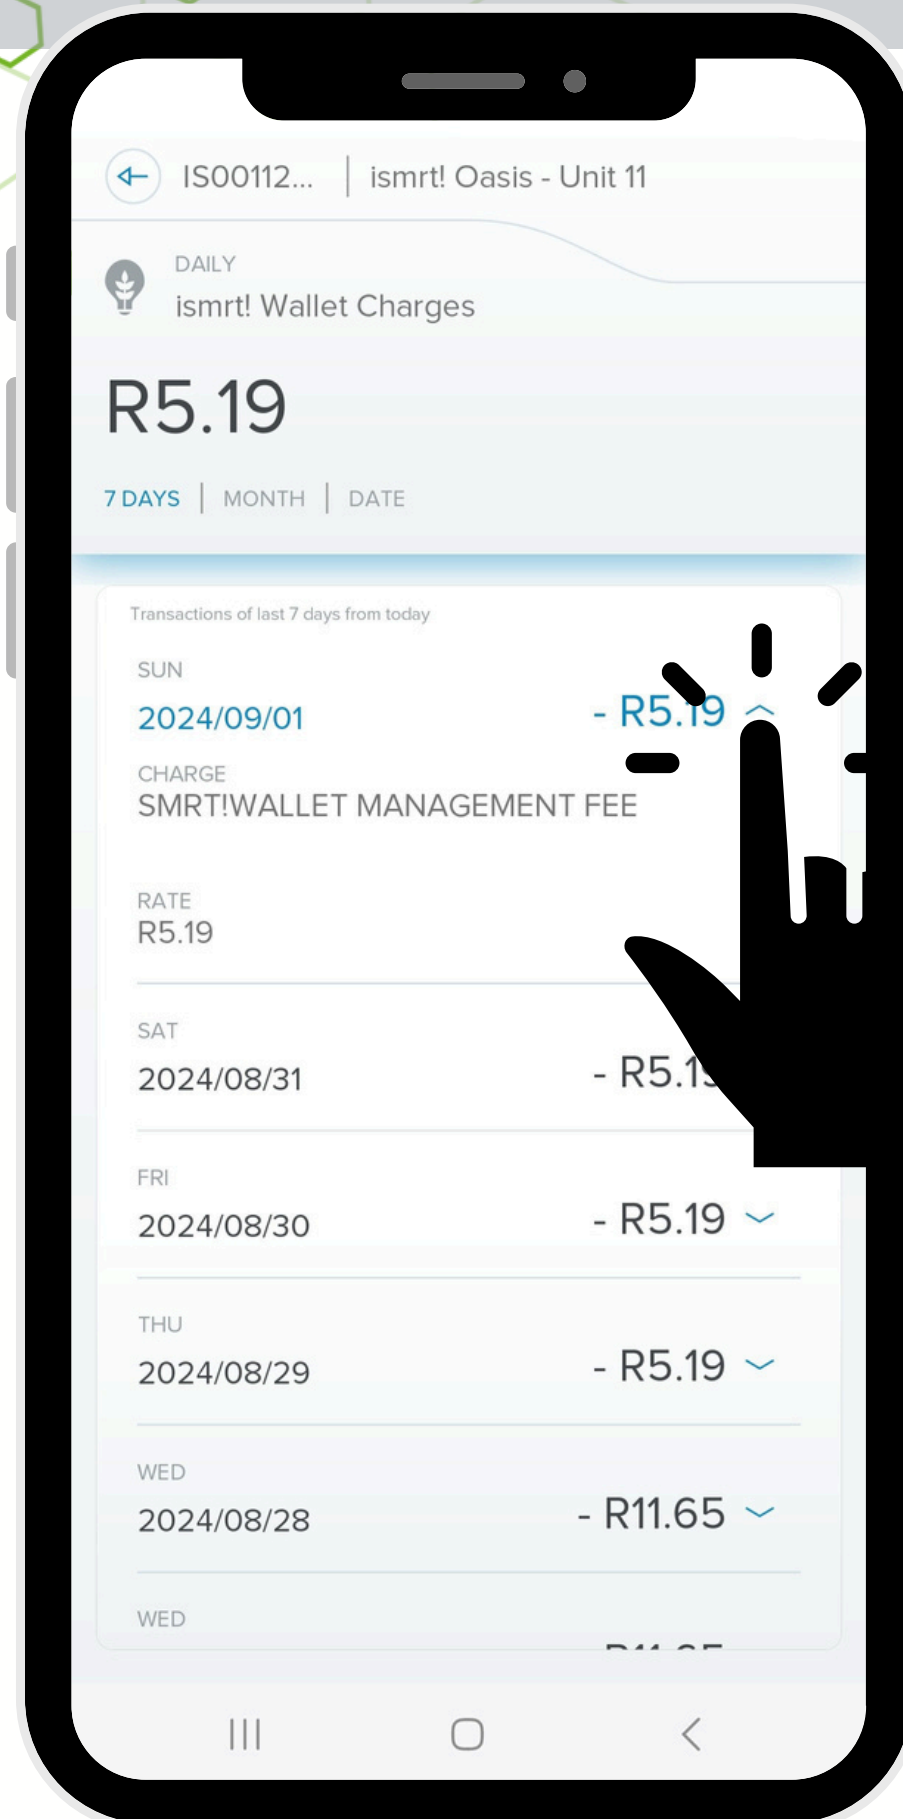 IS00112... | ismrt! Oasis - Unit 11
DAILY
ismrt! Wallet Charges
R5.19
7 DAYS | MONTH | DATE
Transactions of last 7 days from today
SUN
2024/09/01 - R5.19
CHARGE
SMRT!WALLET MANAGEMENT FEE
RATE
R5.19
SAT
2024/08/31
FRI
2024/08/30 - R5.19
THU
2024/08/29 - R5.19
WED
2024/08/28 - R11.65
WED